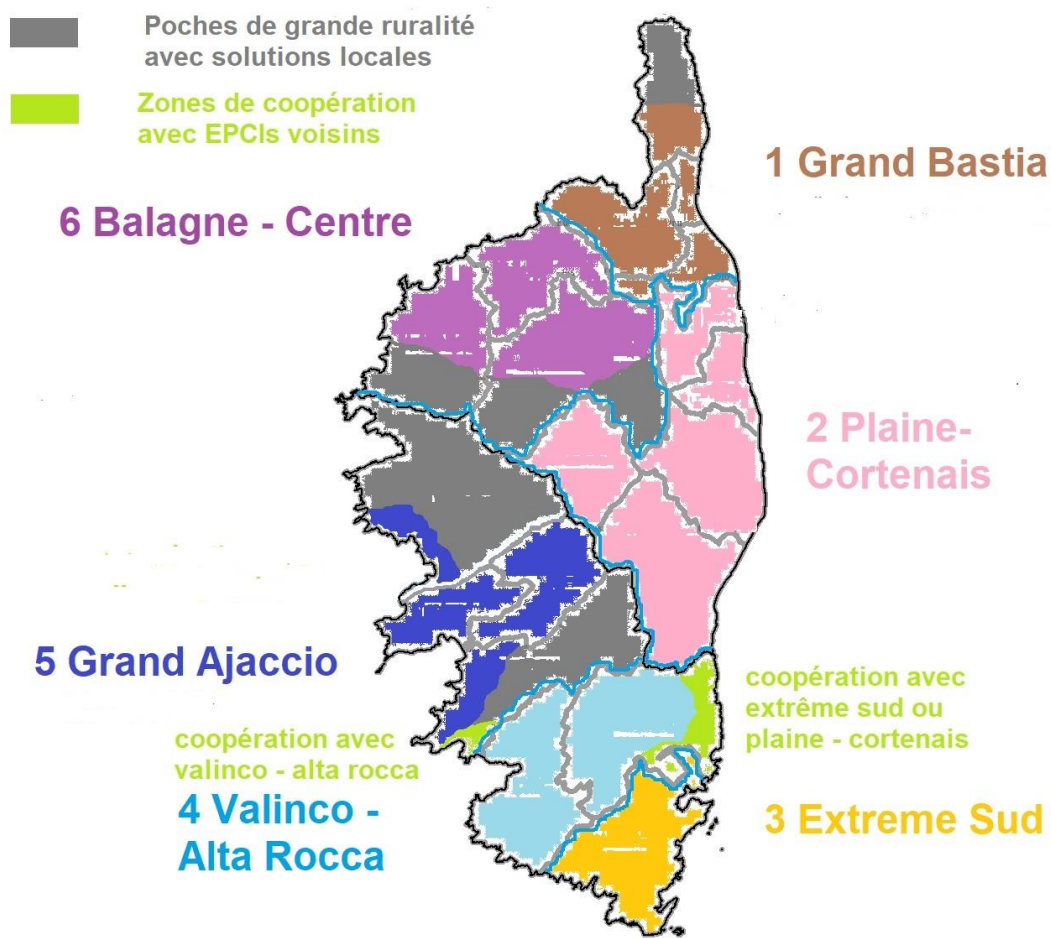 Poches de grande ruralité
avec solutions locales
Zones de coopération
avec EPCIs voisins
1 Grand Bastia
6 Balagne - Centre
2 Plaine-
Cortenais
5 Grand Ajaccio
coopération avec
extrême sud ou
plaine - cortenais
coopération avec
valinco - alta rocca
4 Valinco -
Alta Rocca
3 Extreme Sud